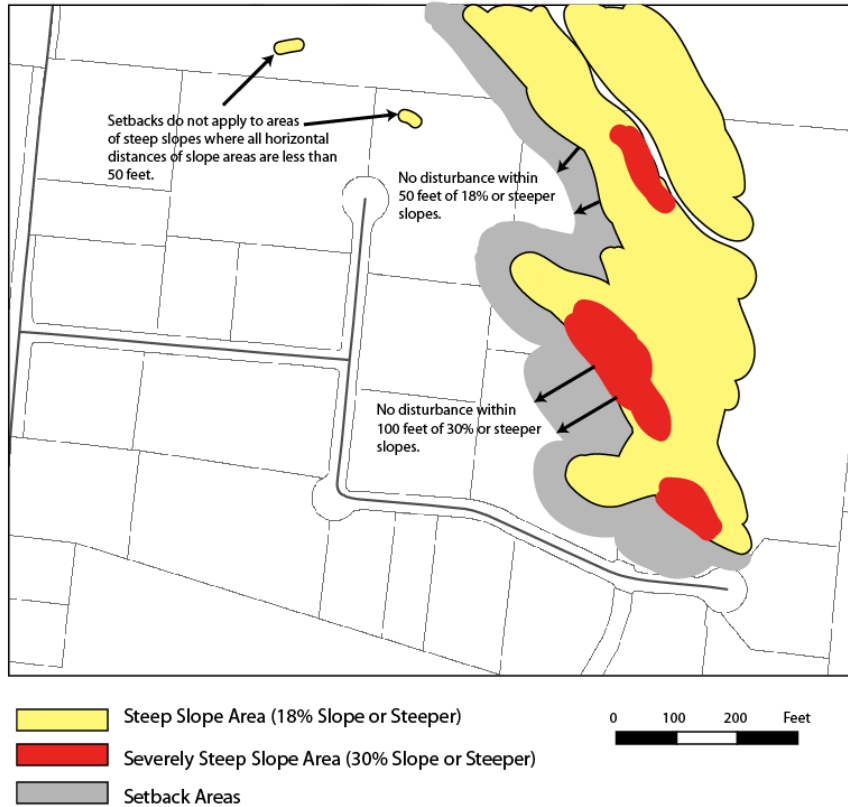 Setbacks do not apply to areas
of steep slopes where all horizontal
distances of slope areas are less than
50 feet.
No disturbance within
50 feet of 18% or steeper
slopes.
No disturbance within
100 feet of 30% or steeper
slopes.
Steep Slope Area (18% Slope or Steeper)
0 100 200 Feet
Severely Steep Slope Area (30% Slope or Steeper)
Setback Areas